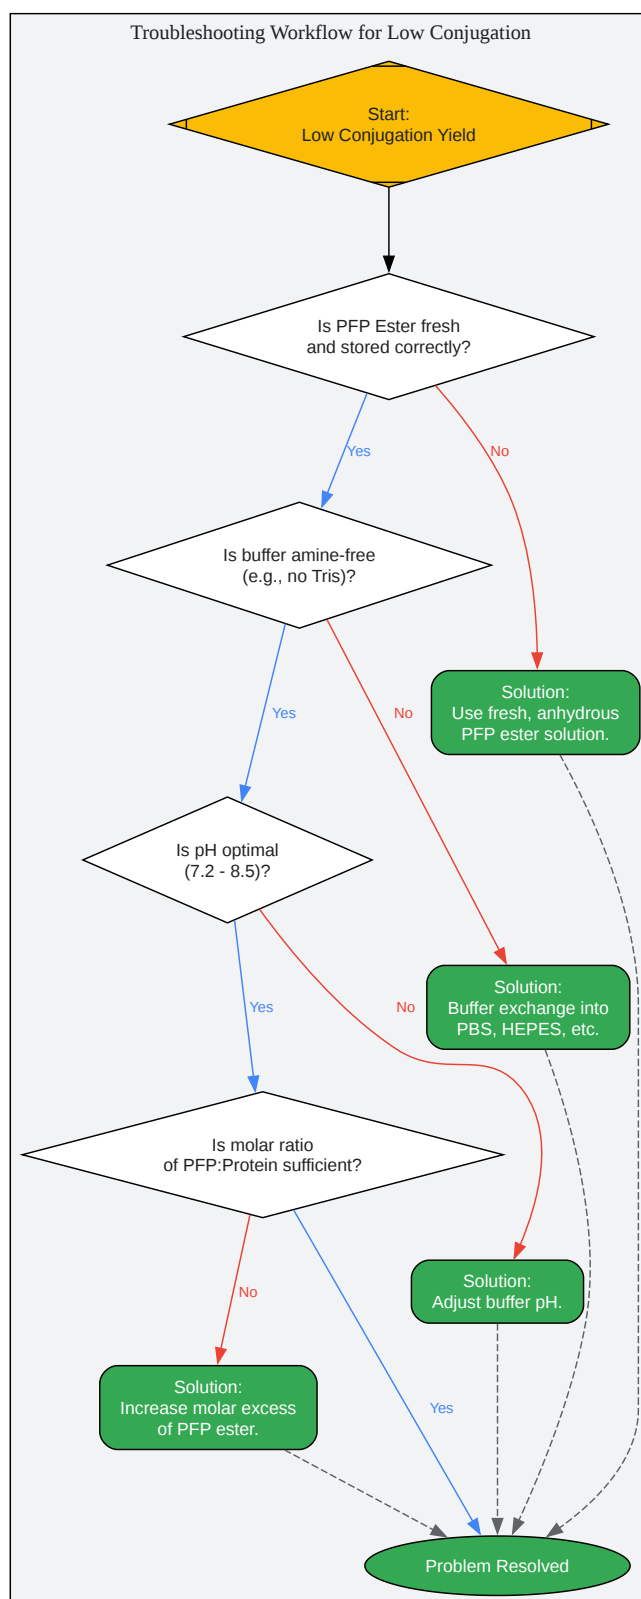 Troubleshooting Workflow for Low Conjugation
Start:
Low Conjugation Yield
Is PFP Ester fresh
and stored correctly?
Yes
No
Is buffer amine-free
(e.g., no Tris)?
Solution:
Use fresh, anhydrous
PFP ester solution.
Yes
No
Is pH optimal
(7.2 - 8.5)?
Solution:
Buffer exchange into
PBS, HEPES, etc.
Yes
No
Is molar ratio
of PFP:Protein sufficient?
Solution:
Adjust buffer pH.
No
Yes
Solution:
Increase molar excess
of PFP ester.
Problem Resolved